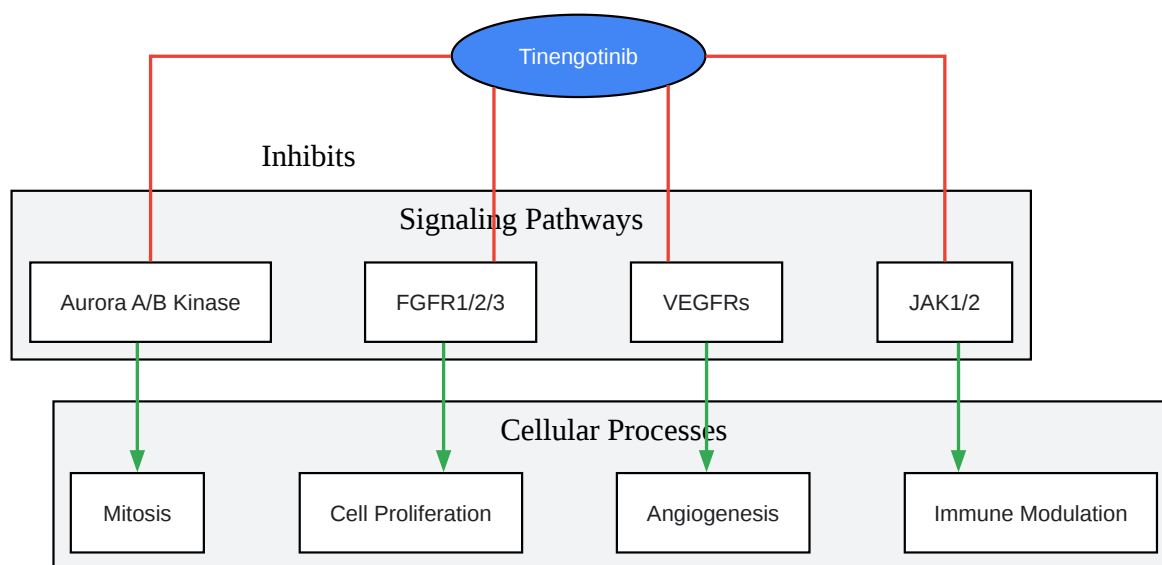 Tinengotinib
Inhibits
Signaling Pathways
Aurora A/B Kinase
FGFR1/2/3
VEGFRs
JAK1/2
Cellular Processes
Mitosis
Cell Proliferation
Angiogenesis
Immune Modulation